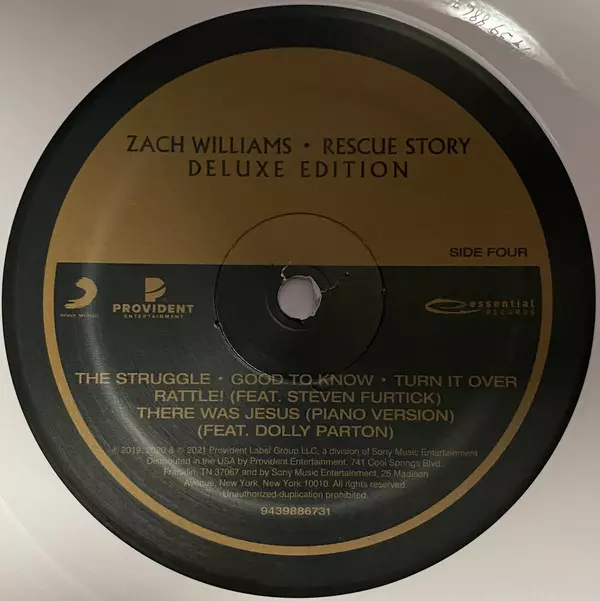 ZACH WILLIAMS • RESCUE STORY
DELUXE EDITION
SIDE FOUR
SONY MUSIC
PROVIDENT
ENTERTAINMENT
essential
RECORDS
THE STRUGGLE • GOOD TO KNOW • TURN IT OVER
RATTLE! (FEAT. STEVEN FURTICK)
THERE WAS JESUS (PIANO VERSION)
(FEAT. DOLLY PARTON)
℗ 2019, 2020 & © 2021 Provident Label Group LLC, a division of Sony Music Entertainment.
Distributed in the USA by Provident Entertainment, 741 Cool Springs Blvd.,
Franklin, TN 37067 and by Sony Music Entertainment, 25 Madison
Avenue, New York, New York 10010. All rights reserved.
Unauthorized duplication prohibited.
9439886731